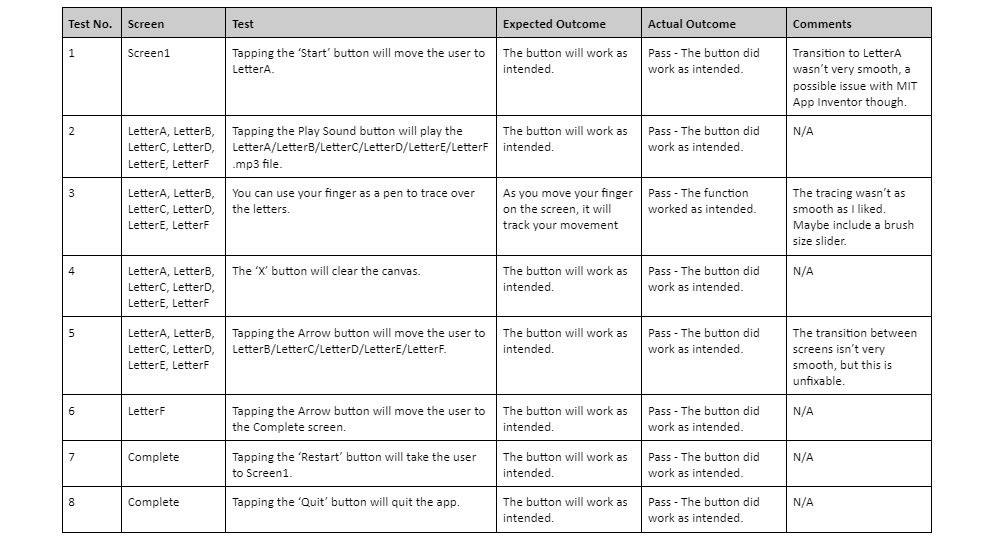 Test No. Screen Test Expected Outcome Actual Outcome Comments
1 Screen1 Tapping the ‘Start’ button will move the user to The button will work as Pass - The button did Transition to LetterA
LetterA. intended. work as intended. wasn’t very smooth, a
possible issue with MIT
App Inventor though.
2 LetterA, LetterB, Tapping the Play Sound button will play the The button will work as Pass - The button did N/A
LetterC, LetterD, LetterA/LetterB/LetterC/LetterD/LetterE/LetterF intended. work as intended.
LetterE, LetterF .mp3 file.
3 LetterA, LetterB, You can use your finger as a pen to trace over As you move your finger Pass - The function The tracing wasn’t as
LetterC, LetterD, the letters. on the screen, it will worked as intended. smooth as I liked.
LetterE, LetterF track your movement Maybe include a brush
size slider.
4 LetterA, LetterB, The ‘X’ button will clear the canvas. The button will work as Pass - The button did N/A
LetterC, LetterD, intended. work as intended.
LetterE, LetterF
5 LetterA, LetterB, Tapping the Arrow button will move the user to The button will work as Pass - The button did The transition between
LetterC, LetterD, LetterB/LetterC/LetterD/LetterE/LetterF. intended. work as intended. screens isn’t very
LetterE, LetterF smooth, but this is
unfixable.
6 LetterF Tapping the Arrow button will move the user to The button will work as Pass - The button did N/A
the Complete screen. intended. work as intended.
7 Complete Tapping the ‘Restart’ button will take the user The button will work as Pass - The button did N/A
to Screen1. intended. work as intended.
8 Complete Tapping the ‘Quit’ button will quit the app. The button will work as Pass - The button did N/A
intended. work as intended.